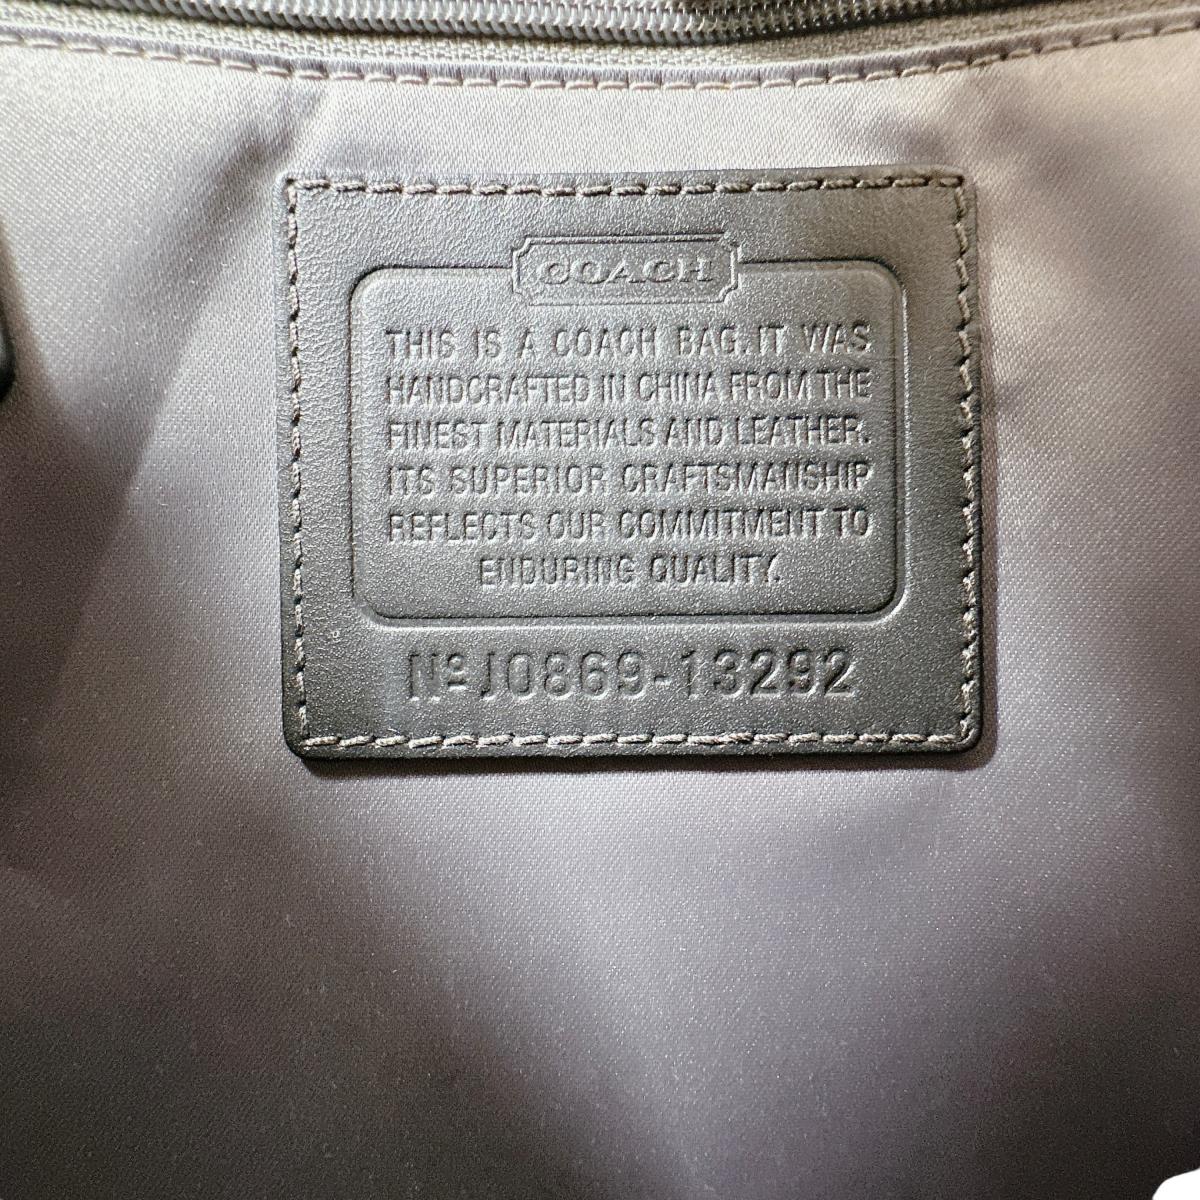 COACH
THIS IS A COACH BAG. IT WAS
HANDCRAFTED IN CHINA FROM THE
FINEST MATERIALS AND LEATHER.
ITS SUPERIOR CRAFTSMANSHIP
REFLECTS OUR COMMITMENT TO
ENDURING QUALITY.
Nº J0869-13292